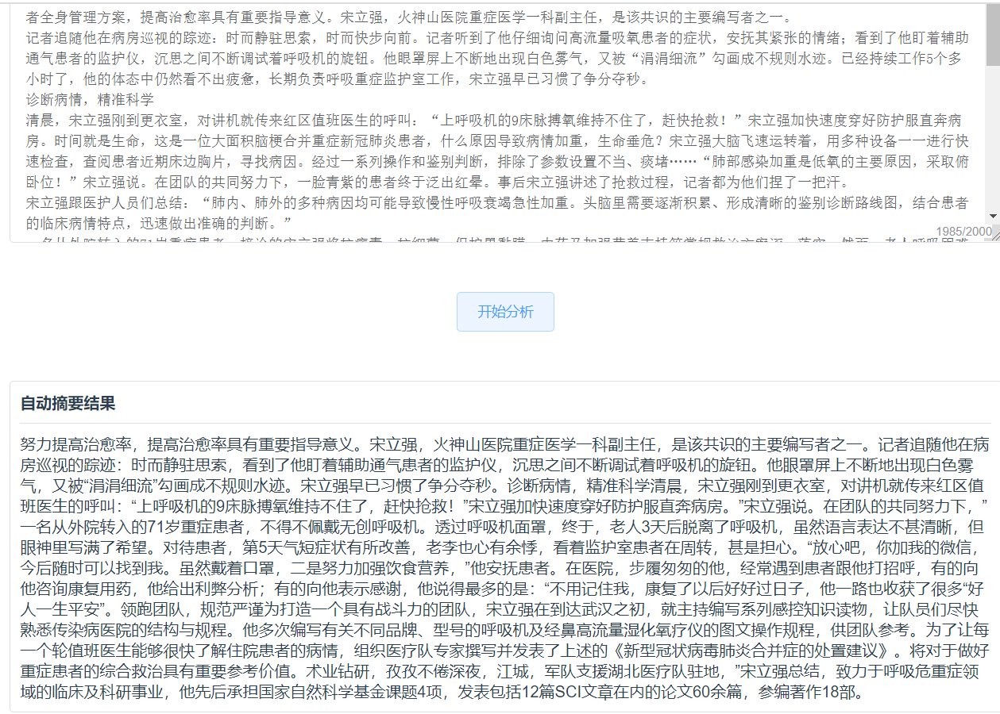 者全身管理方案，提高治愈率具有重要指导意义。宋立强，火神山医院重症医学一科副主任，是该共识的主要编写者之一。
记者追随他在病房巡视的踪迹：时而静驻思索，时而快步向前。记者听到了他仔细询问高流量吸氧患者的症状，安抚其紧张的情绪；看到了他盯着辅助
通气患者的监护仪，沉思之间不断调试着呼吸机的旋钮。他眼罩屏上不断地出现白色雾气，又被“涓涓细流”勾画成不规则水迹。已经持续工作5个多
小时了，他的体态中仍然看不出疲惫，长期负责呼吸重症监护室工作，宋立强早已习惯了争分夺秒。
诊断病情，精准科学
清晨，宋立强刚到更衣室，对讲机就传来红区值班医生的呼叫：“上呼吸机的9床脉搏氧维持不住了，赶快抢救！”宋立强加快速度穿好防护服直奔病
房。时间就是生命，这是一位大面积脑梗合并重症新冠肺炎患者，什么原因导致病情加重，生命垂危？宋立强大脑飞速运转着，用多种设备一一进行快
速检查，查阅患者近期床边胸片，寻找病因。经过一系列操作和鉴别判断，排除了参数设置不当、痰堵……“肺部感染加重是低氧的主要原因，采取俯
卧位！”宋立强说。在团队的共同努力下，一脸青紫的患者终于泛出红晕。事后宋立强讲述了抢救过程，记者都为他们捏了一把汗。
宋立强跟医护人员们总结：“肺内、肺外的多种病因均可能导致慢性呼吸衰竭急性加重。头脑里需要逐渐积累、形成清晰的鉴别诊断路线图，结合患者
的临床病情特点，迅速做出准确的判断。”
1985/2000
开始分析
自动摘要结果
努力提高治愈率，提高治愈率具有重要指导意义。宋立强，火神山医院重症医学一科副主任，是该共识的主要编写者之一。记者追随他在病
房巡视的踪迹：时而静驻思索，看到了他盯着辅助通气患者的监护仪，沉思之间不断调试着呼吸机的旋钮。他眼罩屏上不断地出现白色雾
气，又被“涓涓细流”勾画成不规则水迹。宋立强早已习惯了争分夺秒。诊断病情，精准科学清晨，宋立强刚到更衣室，对讲机就传来红区值
班医生的呼叫：“上呼吸机的9床脉搏氧维持不住了，赶快抢救！”宋立强加快速度穿好防护服直奔病房。”宋立强说。在团队的共同努力下，”
一名从外院转入的71岁重症患者，不得不佩戴无创呼吸机。透过呼吸机面罩，终于，老人3天后脱离了呼吸机，虽然语言表达不甚清晰，但
眼神里写满了希望。对待患者，第5天气短症状有所改善，老李也心有余悸，看着监护室患者在周转，甚是担心。“放心吧，你加我的微信，
今后随时可以找到我。虽然戴着口罩，二是努力加强饮食营养，”他安抚患者。在医院，步履匆匆的他，经常遇到患者跟他打招呼，有的向
他咨询康复用药，他给出利弊分析；有的向他表示感谢，他说得最多的是：“不用记住我，康复了以后好好过日子，他一路也收获了很多“好
人一生平安”。领跑团队，规范严谨为打造一个具有战斗力的团队，宋立强在到达武汉之初，就主持编写系列感控知识读物，让队员们尽快
熟悉传染病医院的结构与规程。他多次编写有关不同品牌、型号的呼吸机及经鼻高流量湿化氧疗仪的图文操作规程，供团队参考。为了让每
一个轮值班医生能够很快了解住院患者的病情，组织医疗队专家撰写并发表了上述的《新型冠状病毒肺炎合并症的处置建议》。将对于做好
重症患者的综合救治具有重要参考价值。术业钻研，孜孜不倦深夜，江城，军队支援湖北医疗队驻地，”宋立强总结，致力于呼吸危重症领
域的临床及科研事业，他先后承担国家自然科学基金课题4项，发表包括12篇SCI文章在内的论文60余篇，参编著作18部。